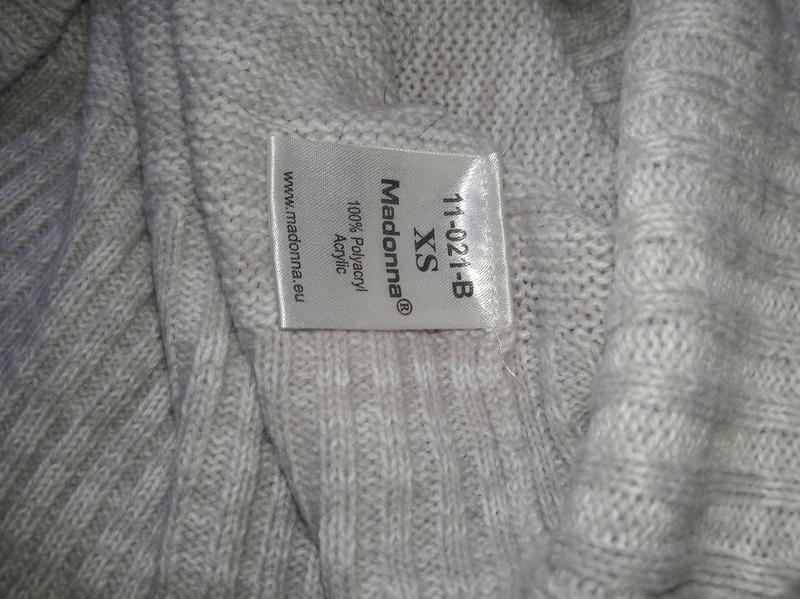 11-021-B
XS
Madonna®
100% Polyacryl
Acrylic
www.madonna.eu